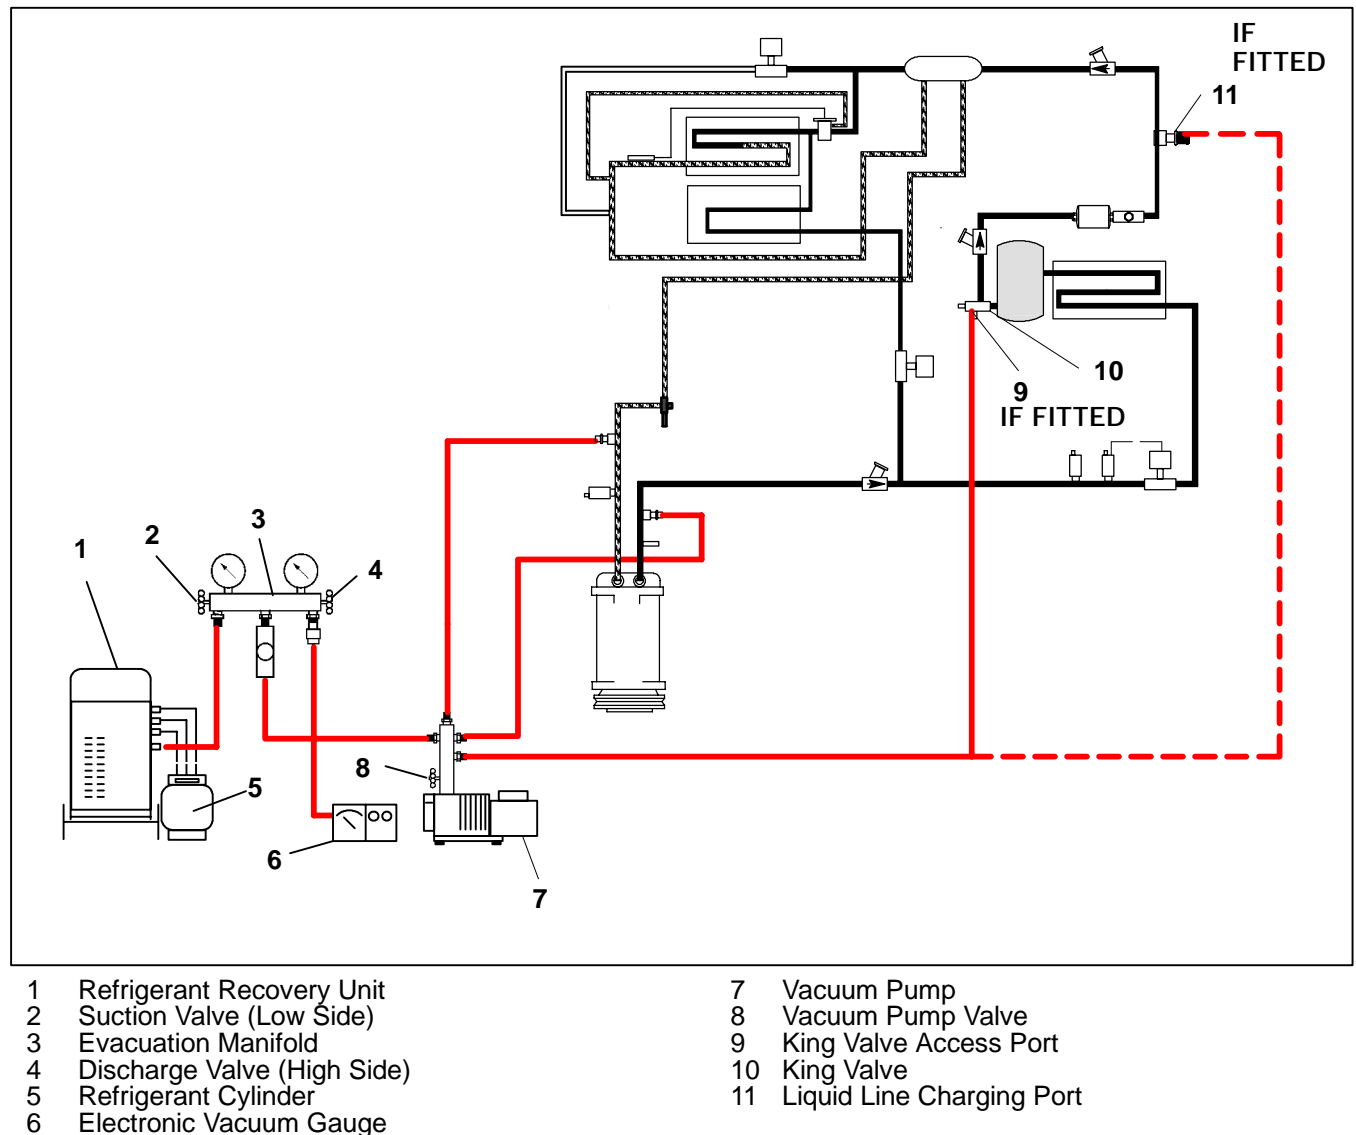 IF
FITTED
11
10
9
IF FITTED
3
2
1
4
8
5
6
7
1 Refrigerant Recovery Unit
2 Suction Valve (Low Side)
3 Evacuation Manifold
4 Discharge Valve (High Side)
5 Refrigerant Cylinder
6 Electronic Vacuum Gauge
7 Vacuum Pump
8 Vacuum Pump Valve
9 King Valve Access Port
10 King Valve
11 Liquid Line Charging Port